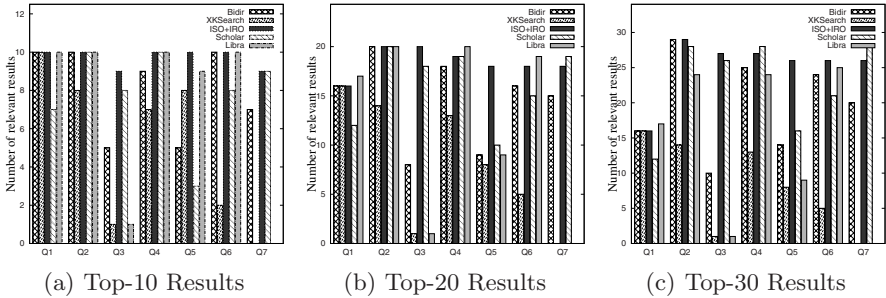 Number of relevant results
12
10
8
6
4
2
0
Bidir
XKSearch
ISO+IRO
Scholar
Libra
Q1 Q2 Q3 Q4 Q5 Q6 Q7
(a) Top-10 Results
Number of relevant results
20
15
10
5
0
Bidir
XKSearch
ISO+IRO
Scholar
Libra
Q1 Q2 Q3 Q4 Q5 Q6 Q7
(b) Top-20 Results
Number of relevant results
30
25
20
15
10
5
0
Bidir
XKSearch
ISO+IRO
Scholar
Libra
Q1 Q2 Q3 Q4 Q5 Q6 Q7
(c) Top-30 Results